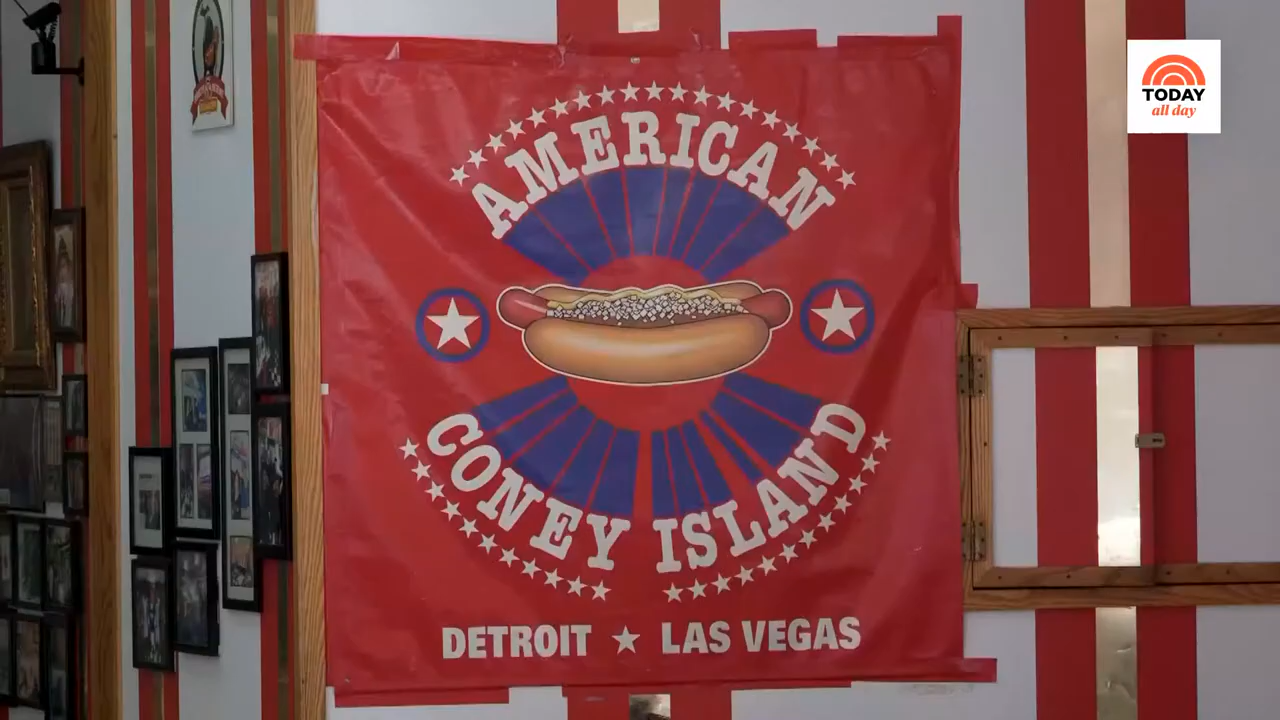 AMERICAN
CONEY ISLAND
DETROIT ★ LAS VEGAS
TODAY
all day